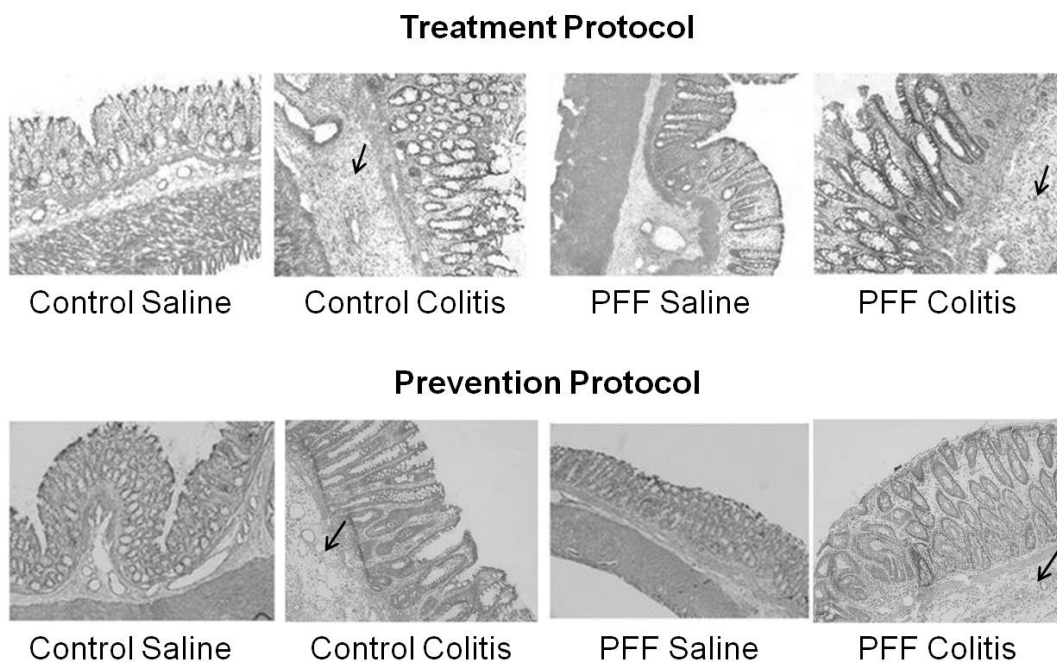 Treatment Protocol
Control Saline Control Colitis PFF Saline PFF Colitis
Prevention Protocol
Control Saline Control Colitis PFF Saline PFF Colitis